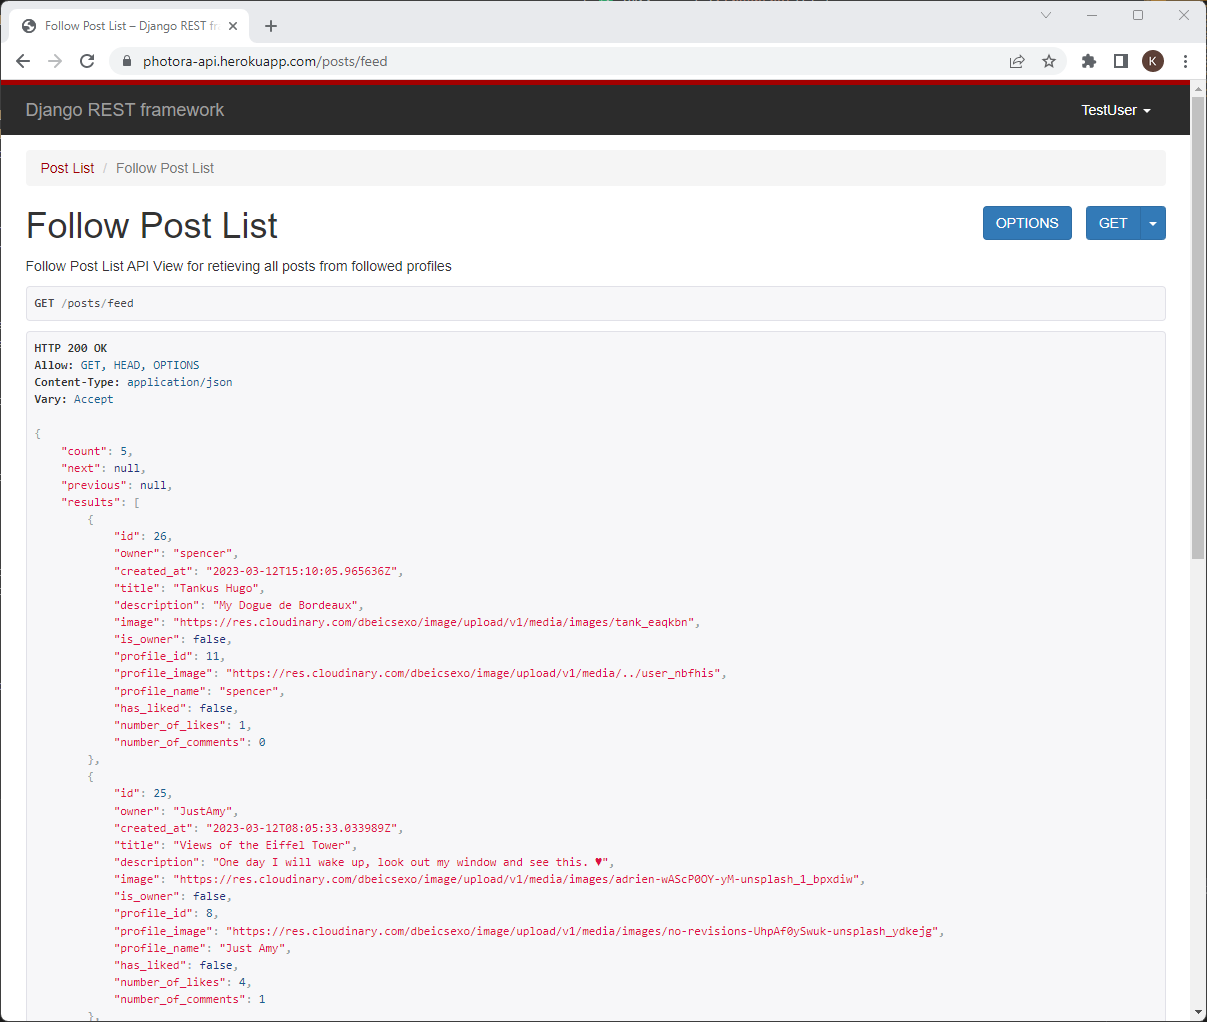 Follow Post List – Django REST fr
photora-api.herokuapp.com/posts/feed
K
Django REST framework
TestUser
Post List / Follow Post List
Follow Post List
OPTIONS
GET
Follow Post List API View for retieving all posts from followed profiles
GET /posts/feed
HTTP 200 OK
Allow: GET, HEAD, OPTIONS
Content-Type: application/json
Vary: Accept
{
"count": 5,
"next": null,
"previous": null,
"results": [
{
"id": 26,
"owner": "spencer",
"created_at": "2023-03-12T15:10:05.965636Z",
"title": "Tankus Hugo",
"description": "My Dogue de Bordeaux",
"image": "https://res.cloudinary.com/dbeicsexo/image/upload/v1/media/images/tank_eaqkbn",
"is_owner": false,
"profile_id": 11,
"profile_image": "https://res.cloudinary.com/dbeicsexo/image/upload/v1/media/../user_nbfhis",
"profile_name": "spencer",
"has_liked": false,
"number_of_likes": 1,
"number_of_comments": 0
},
{
"id": 25,
"owner": "JustAmy",
"created_at": "2023-03-12T08:05:33.033989Z",
"title": "Views of the Eiffel Tower",
"description": "One day I will wake up, look out my window and see this. ♥",
"image": "https://res.cloudinary.com/dbeicsexo/image/upload/v1/media/images/adrien-wAScP0OY-yM-unsplash_1_bpxdiw",
"is_owner": false,
"profile_id": 8,
"profile_image": "https://res.cloudinary.com/dbeicsexo/image/upload/v1/media/images/no-revisions-UhpAf0ySwuk-unsplash_ydkejg",
"profile_name": "Just Amy",
"has_liked": false,
"number_of_likes": 4,
"number_of_comments": 1
},